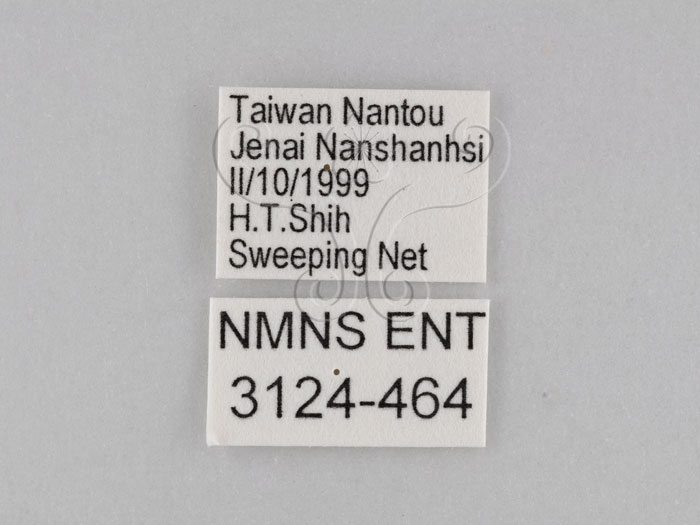 Taiwan Nantou
Jenai Nanshanhsi
II/10/1999
H.T.Shih
Sweeping Net
NMNS ENT
3124-464